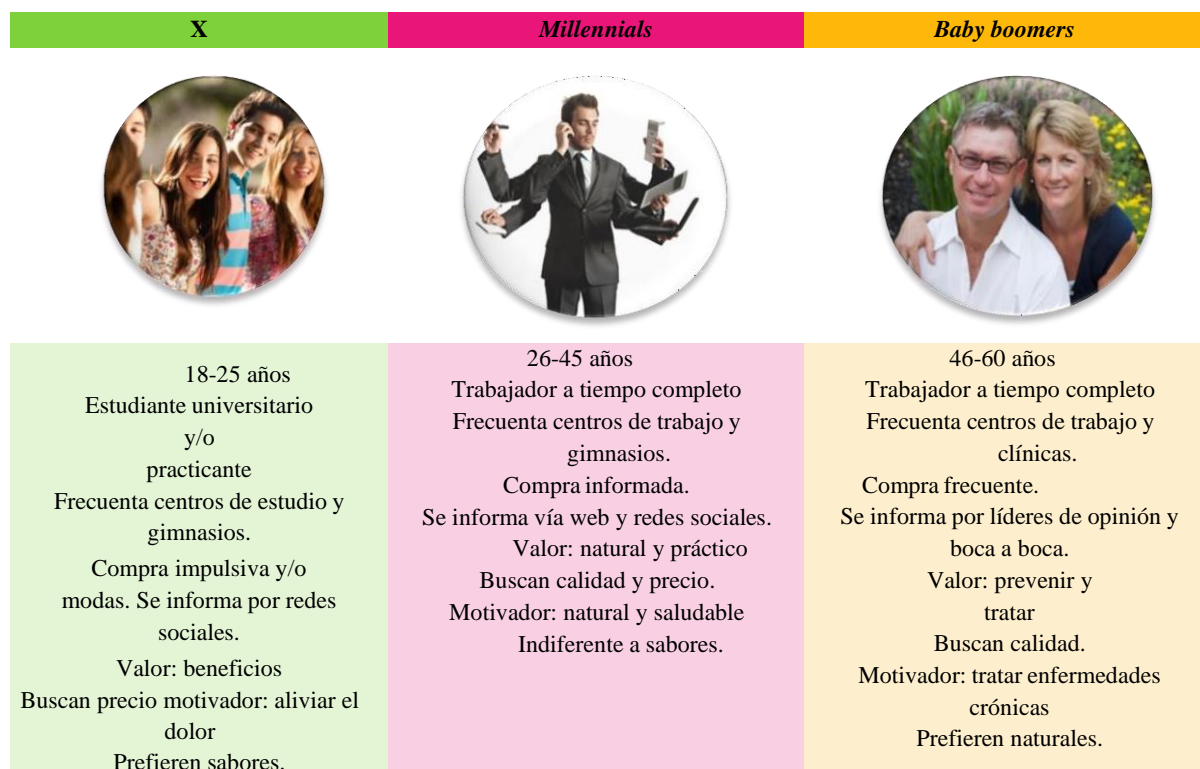 X
Millennials
Baby boomers
18-25 años
Estudiante universitario
y/o
practicante
Frecuenta centros de estudio y
gimnasios.
Compra impulsiva y/o
modas. Se informa por redes
sociales.
Valor: beneficios
Buscan precio motivador: aliviar el
dolor
Prefieren sabores.
26-45 años
Trabajador a tiempo completo
Frecuenta centros de trabajo y
gimnasios.
Compra informada.
Se informa vía web y redes sociales.
Valor: natural y práctico
Buscan calidad y precio.
Motivador: natural y saludable
Indiferente a sabores.
46-60 años
Trabajador a tiempo completo
Frecuenta centros de trabajo y
clínicas.
Compra frecuente.
Se informa por líderes de opinión y
boca a boca.
Valor: prevenir y
tratar
Buscan calidad.
Motivador: tratar enfermedades
crónicas
Prefieren naturales.